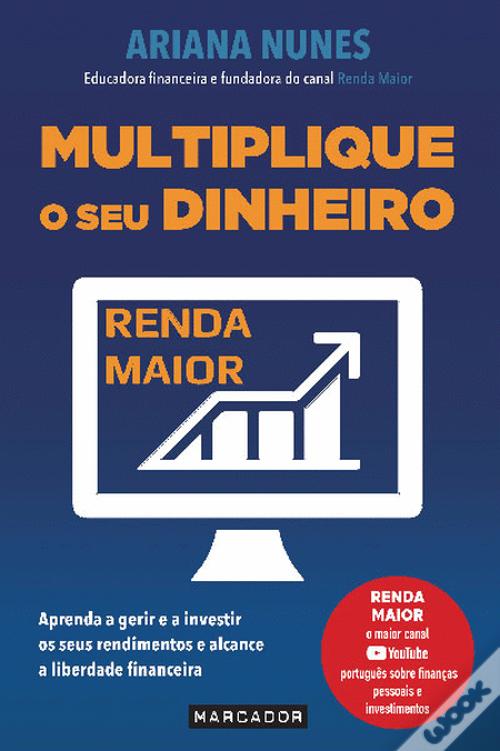 ARIANA NUNES
Educadora financeira e fundadora do canal Renda Maior
MULTIPLIQUE
O SEU DINHEIRO
RENDA
MAIOR
Aprenda a gerir e a investir
os seus rendimentos e alcance
a liberdade financeira
RENDA
MAIOR
o maior canal
YouTube
português sobre finanças
pessoais e
investimentos
MARCADOR
wook